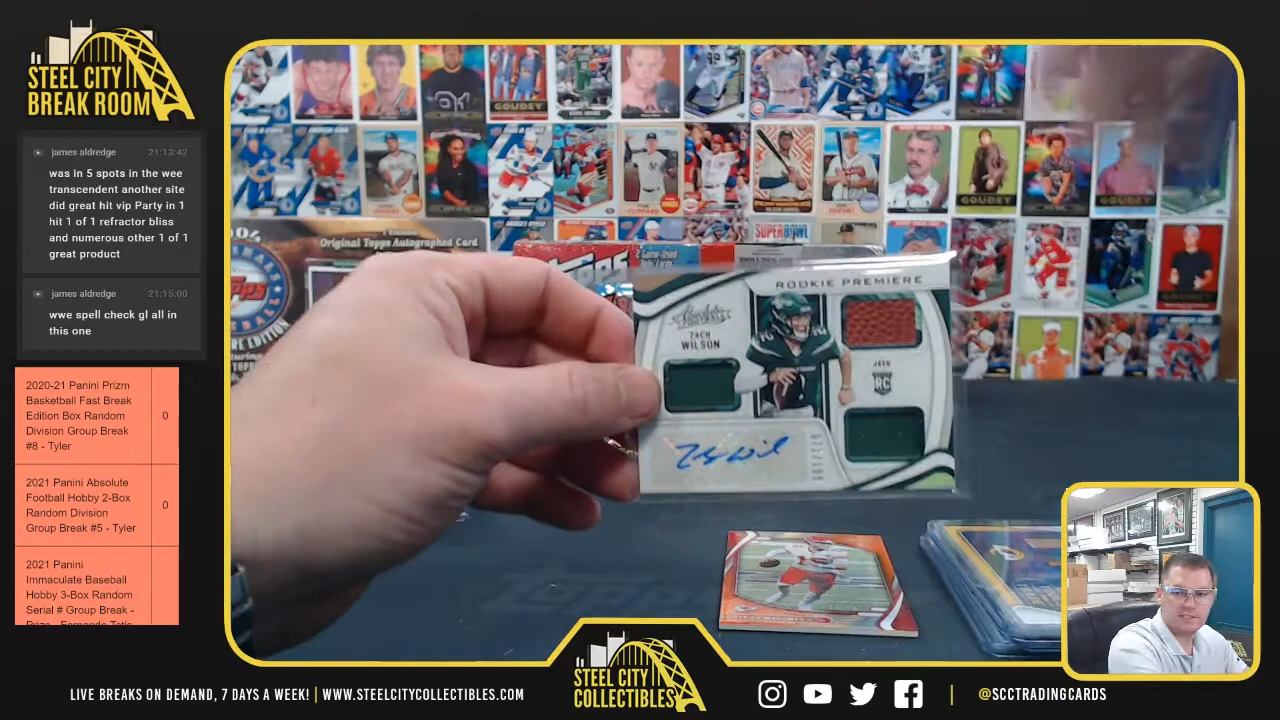 STEEL CITY
BREAK ROOM
james aldredge 21:13:42
was in 5 spots in the wee
transcendent another site
did great hit vip Party in 1
hit 1 of 1 refractor bliss
and numerous other 1 of 1
great product
james aldredge 21:15:00
wwe spell check gl all in
this one
2020-21 Panini Prizm
Basketball Fast Break
Edition Box Random
Division Group Break
#8 - Tyler
0
2021 Panini Absolute
Football Hobby 2-Box
Random Division
Group Break #5 - Tyler
0
2021 Panini
Immaculate Baseball
Hobby 3-Box Random
Serial # Group Break -
GOUDEY
GOUDEY
GOUDEY
Original Topps Autographed Card
SUPERBOWL
ROOKIE PREMIERE
Absolute
FOOTBALL
ZACH
WILSON
JETS
RC
STEEL CITY
COLLECTIBLES
LIVE BREAKS ON DEMAND, 7 DAYS A WEEK! | WWW.STEELCITYCOLLECTIBLES.COM
| @SCCTRADINGCARDS